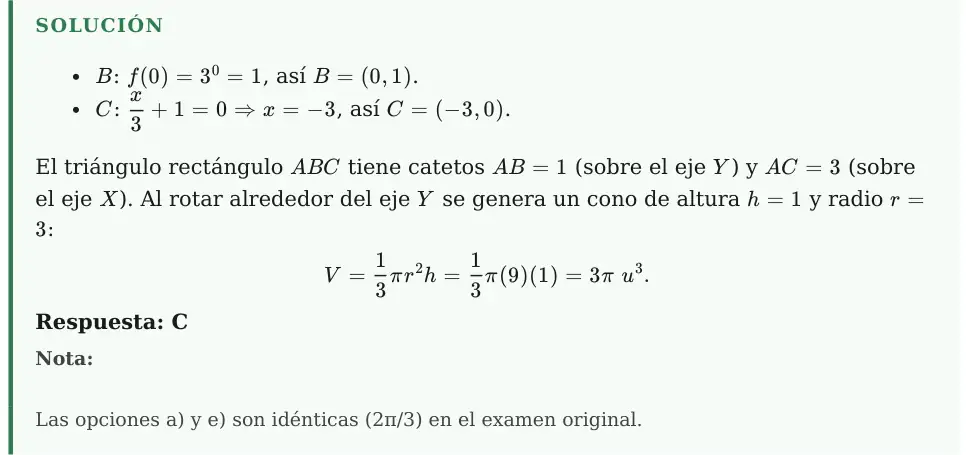 SOLUCIÓN
• B: f(0) = 3⁰ = 1, así B = (0, 1).
• C: x/3 + 1 = 0 ⇒ x = −3, así C = (−3, 0).
El triángulo rectángulo ABC tiene catetos AB = 1 (sobre el eje Y) y AC = 3 (sobre
el eje X). Al rotar alrededor del eje Y se genera un cono de altura h = 1 y radio r =
3:
V = 1/3 πr²h = 1/3 π(9)(1) = 3π u³.
Respuesta: C
Nota:
Las opciones a) y e) son idénticas (2π/3) en el examen original.